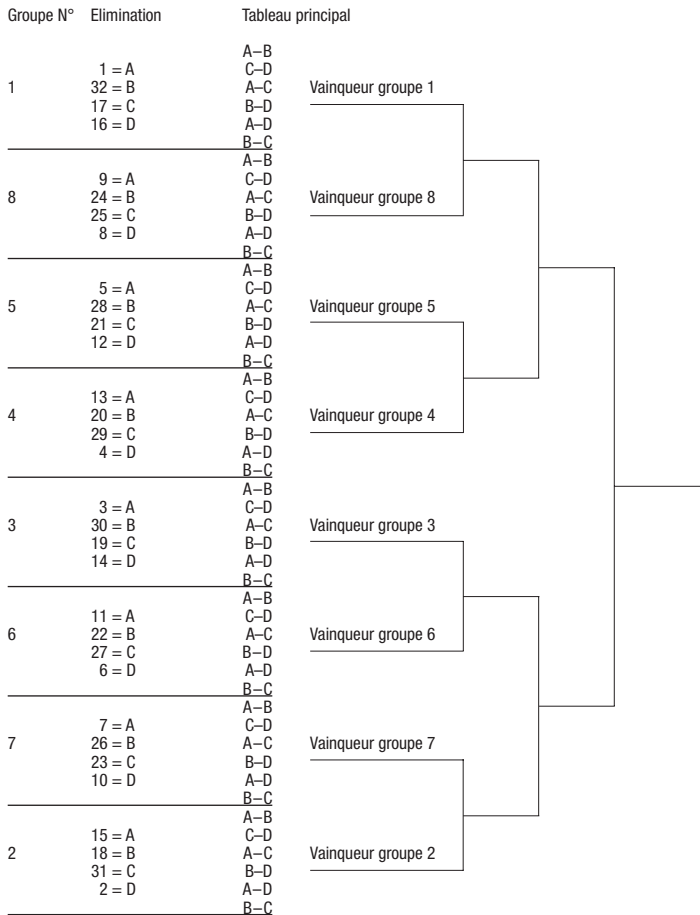 Groupe N° Elimination Tableau principal
A–B
1 = A C–D
1 32 = B A–C Vainqueur groupe 1
17 = C B–D
16 = D A–D
B–C
A–B
9 = A C–D
8 24 = B A–C Vainqueur groupe 8
25 = C B–D
8 = D A–D
B–C
A–B
5 = A C–D
5 28 = B A–C Vainqueur groupe 5
21 = C B–D
12 = D A–D
B–C
A–B
13 = A C–D
4 20 = B A–C Vainqueur groupe 4
29 = C B–D
4 = D A–D
B–C
A–B
3 = A C–D
3 30 = B A–C Vainqueur groupe 3
19 = C B–D
14 = D A–D
B–C
A–B
11 = A C–D
6 22 = B A–C Vainqueur groupe 6
27 = C B–D
6 = D A–D
B–C
A–B
7 = A C–D
7 26 = B A–C Vainqueur groupe 7
23 = C B–D
10 = D A–D
B–C
A–B
15 = A C–D
2 18 = B A–C Vainqueur groupe 2
31 = C B–D
2 = D A–D
B–C